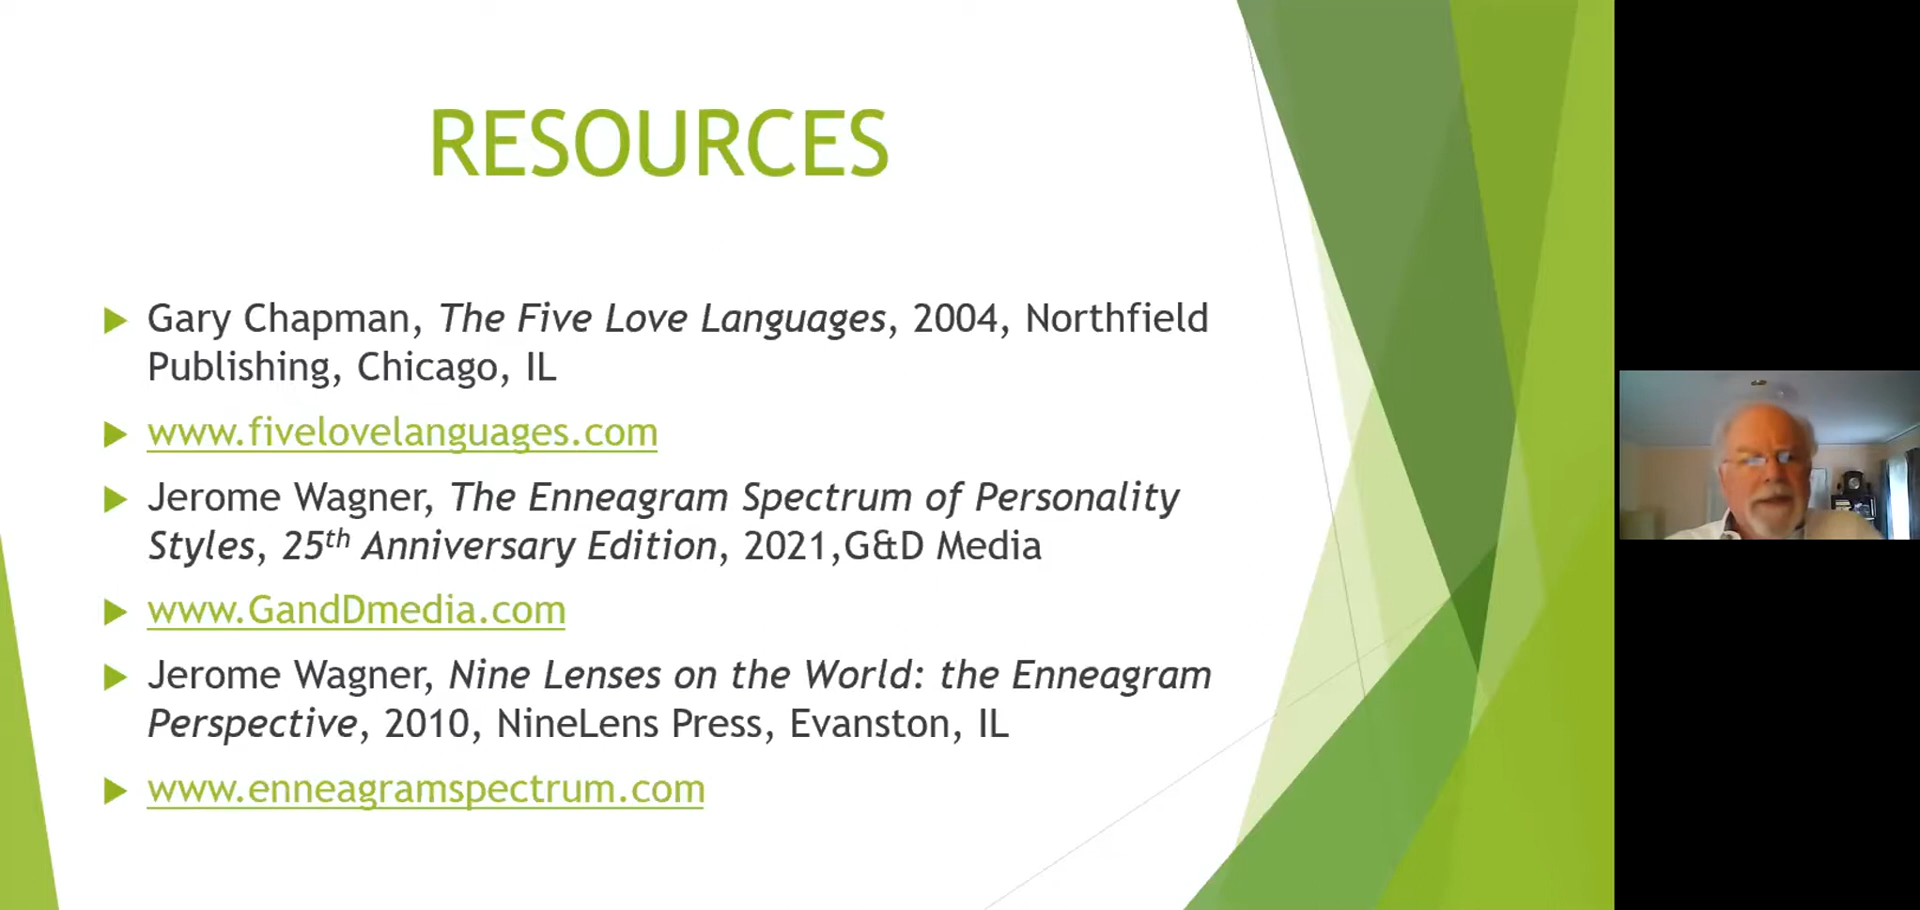 RESOURCES
Gary Chapman, The Five Love Languages, 2004, Northfield
Publishing, Chicago, IL
www.fivelovelanguages.com
Jerome Wagner, The Enneagram Spectrum of Personality
Styles, 25th Anniversary Edition, 2021,G&D Media
www.GandDmedia.com
Jerome Wagner, Nine Lenses on the World: the Enneagram
Perspective, 2010, NineLens Press, Evanston, IL
www.enneagramspectrum.com